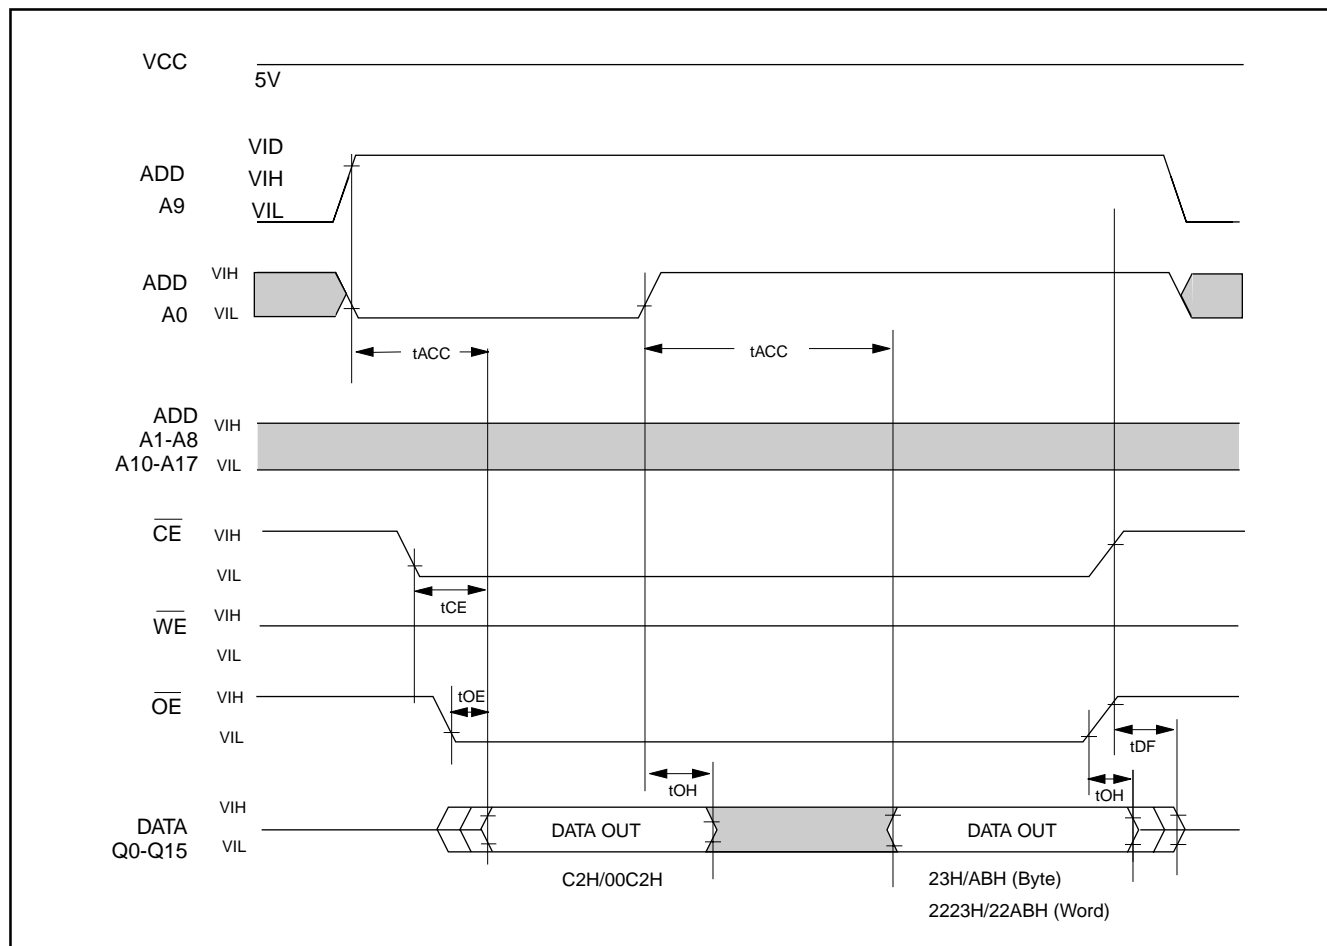 VCC
5V
VID
ADD
VIH
A9
VIL
ADD
VIH
A0
VIL
tACC
tACC
ADD
VIH
A1-A8
A10-A17
VIL
CE
VIH
VIL
tCE
WE
VIH
VIL
OE
VIH
tOE
VIL
tDF
tOH
tOH
VIH
DATA
DATA OUT
DATA OUT
Q0-Q15
VIL
C2H/00C2H
23H/ABH (Byte)
2223H/22ABH (Word)